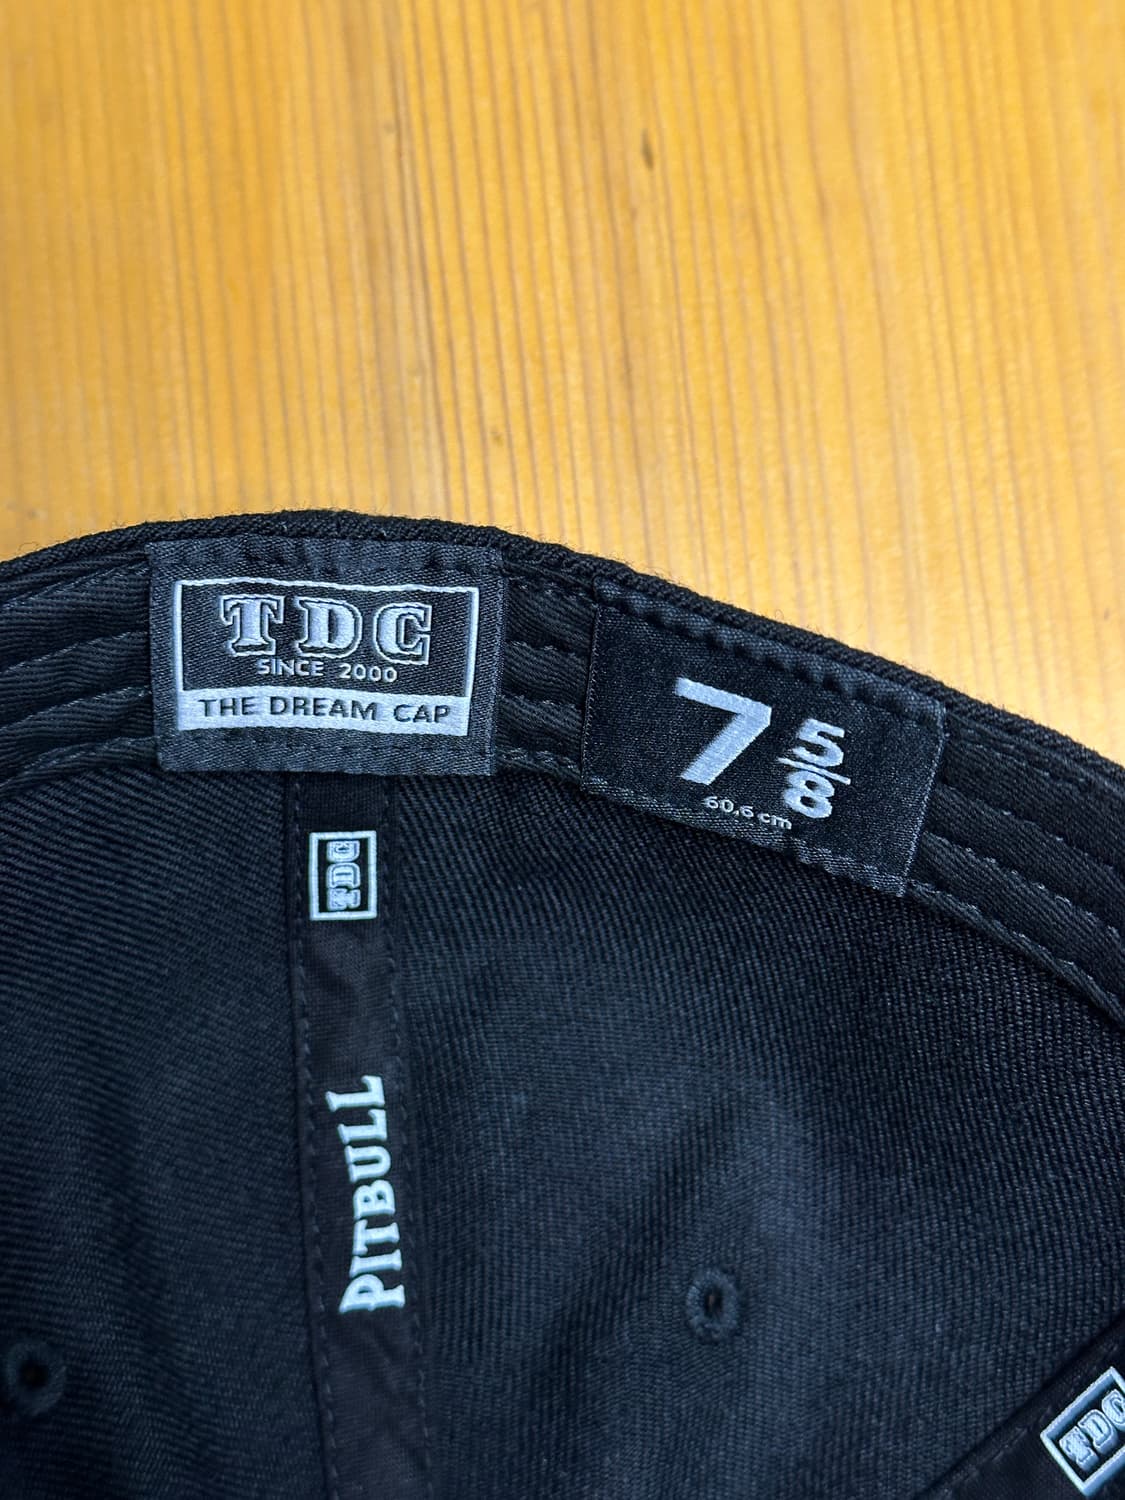 TDC
SINCE 2000
THE DREAM CAP
7 5/8
60,6 cm
TDC
PITBULL
TDC